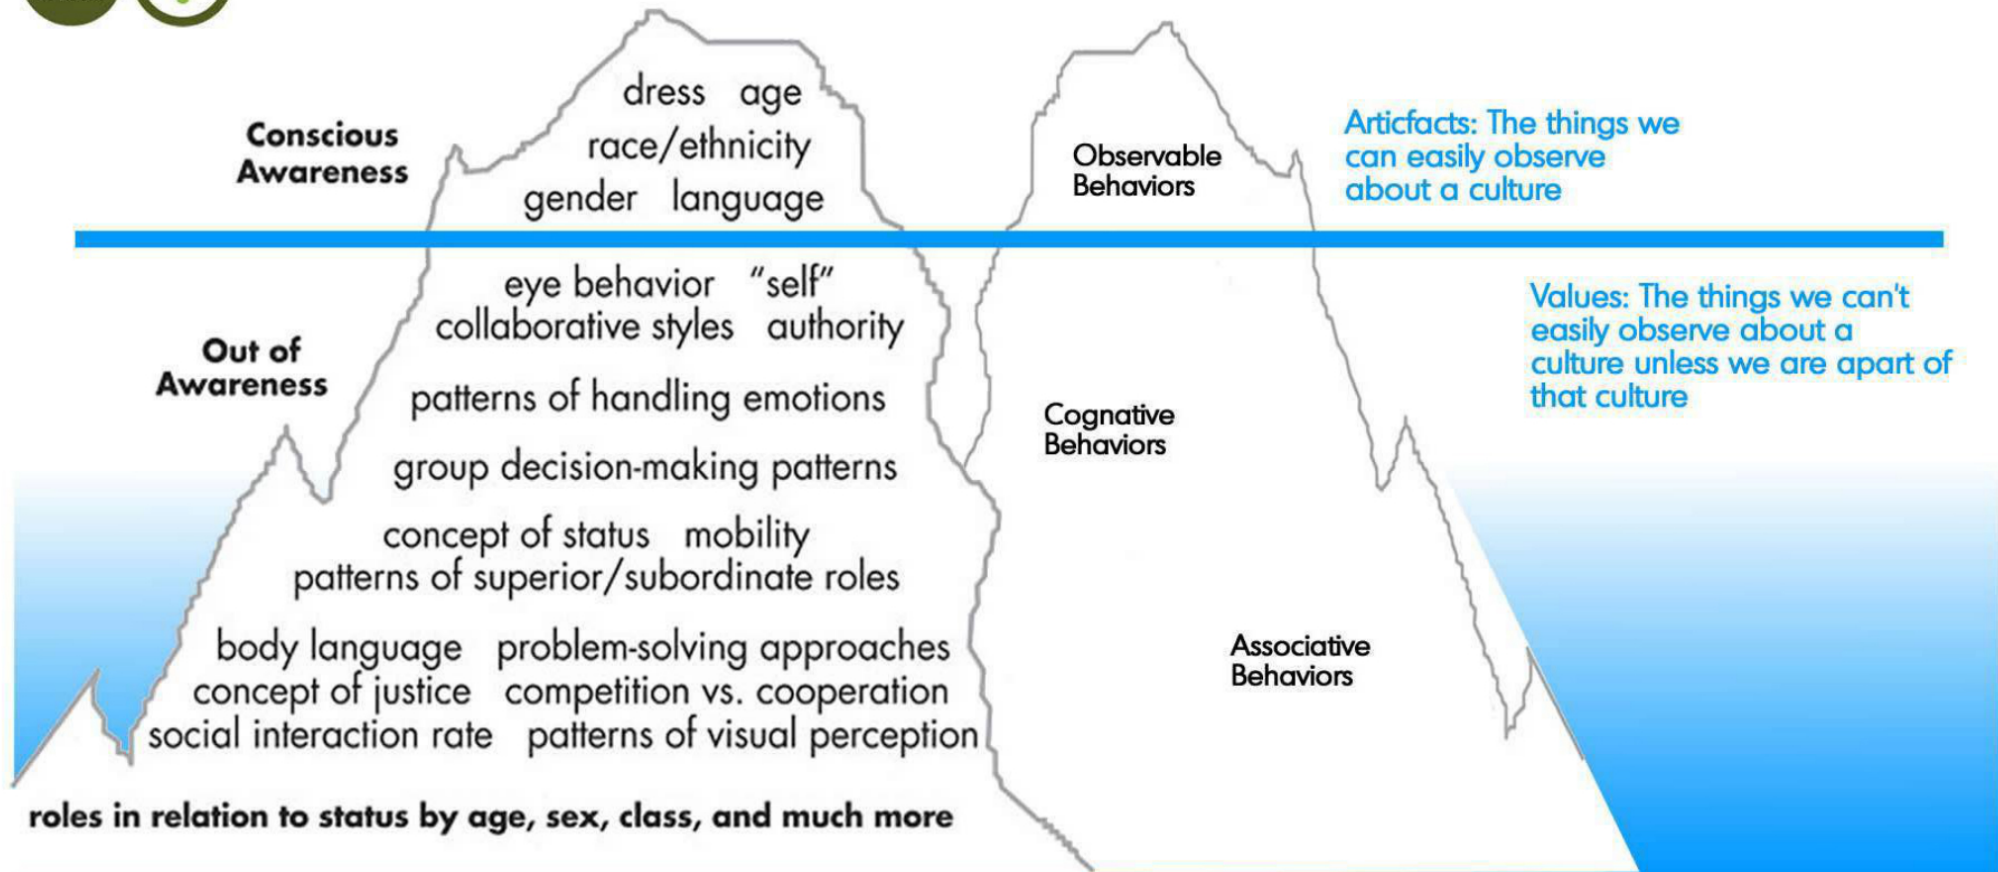 dress age
race/ethnicity
gender language
Conscious
Awareness
Observable
Behaviors
Articfacts: The things we
can easily observe
about a culture
eye behavior “self”
collaborative styles authority
patterns of handling emotions
group decision-making patterns
concept of status mobility
patterns of superior/subordinate roles
body language problem-solving approaches
concept of justice competition vs. cooperation
social interaction rate patterns of visual perception
roles in relation to status by age, sex, class, and much more
Out of
Awareness
Cognative
Behaviors
Associative
Behaviors
Values: The things we can't
easily observe about a
culture unless we are apart of
that culture